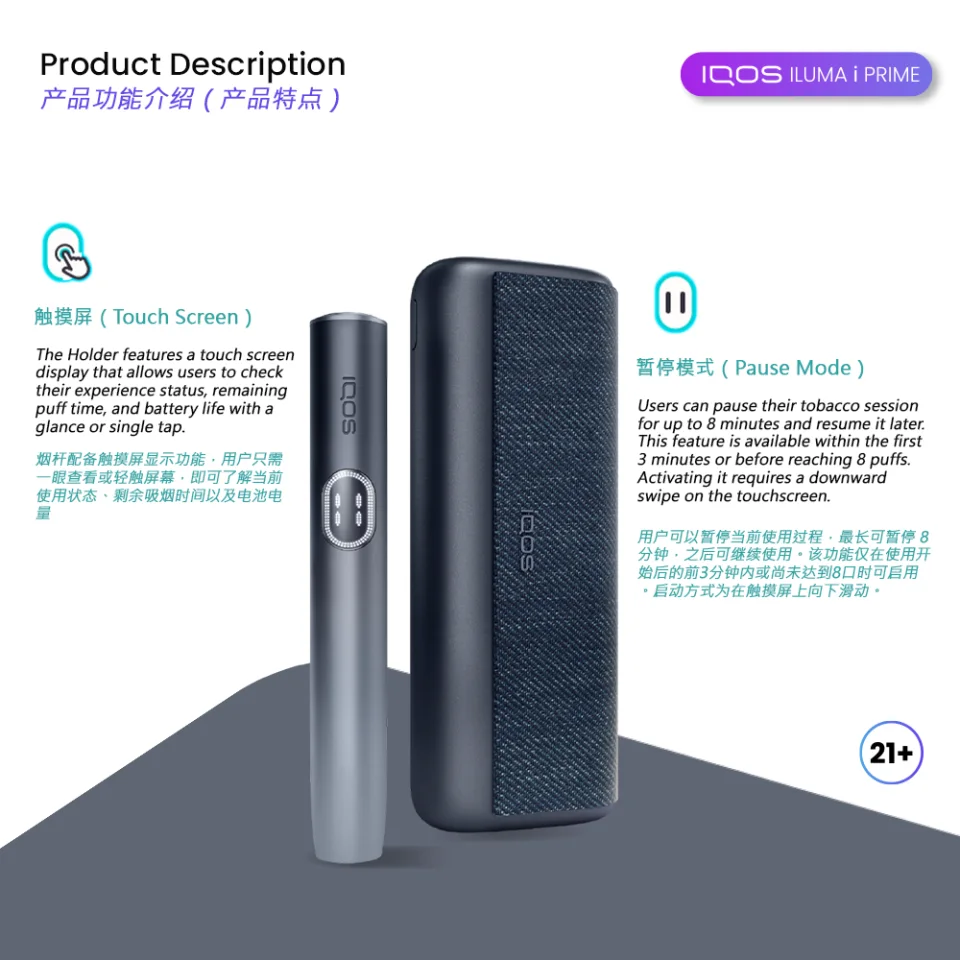 Product Description
产品功能介绍（产品特点）
IQOS ILUMA i PRIME
触摸屏（Touch Screen）
The Holder features a touch screen
display that allows users to check
their experience status, remaining
puff time, and battery life with a
glance or single tap.
烟秆配备触摸屏显示功能，用户只需
一眼查看或轻触屏幕，即可了解当前
使用状态、剩余吸烟时间以及电池电
量
IQOS
IQOS
暂停模式（Pause Mode）
Users can pause their tobacco session
for up to 8 minutes and resume it later.
This feature is available within the first
3 minutes or before reaching 8 puffs.
Activating it requires a downward
swipe on the touchscreen.
用户可以暂停当前使用过程，最长可暂停 8
分钟，之后可继续使用。该功能仅在使用开
始后的前3分钟内或尚未达到8口时可启用
。启动方式为在触摸屏上向下滑动。
21+